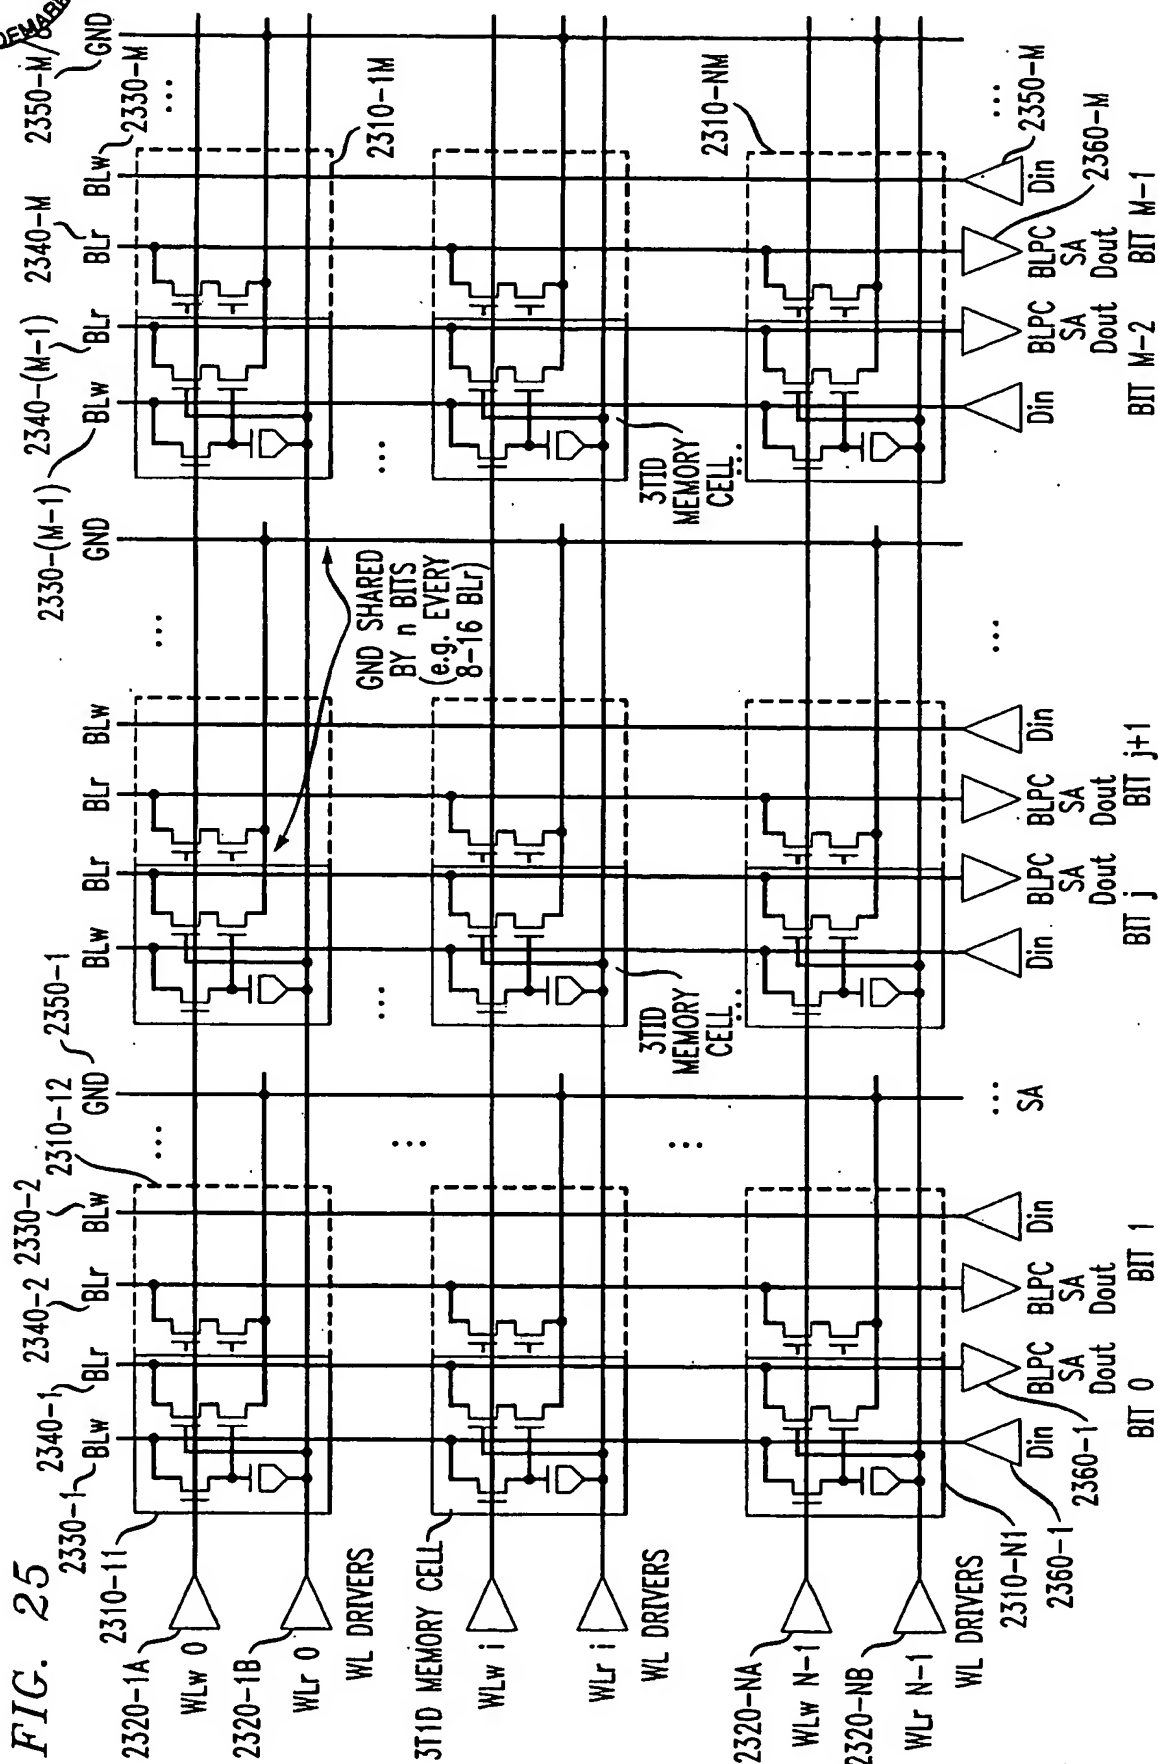 FIG. 25
DEMARK
2330-1
2340-1
2340-2
2330-2
2310-12
2350-1
2330-(M-1)
2340-(M-1)
2340-M
2330-M
2350-M
BLw
BLr
BLr
BLw
GND
BLw
BLr
BLr
BLw
GND
BLw
BLr
BLr
BLw
GND
...
...
...
2310-11
2320-1A
WLw 0
2320-1B
WLr 0
WL DRIVERS
GND SHARED
BY n BITS
(e.g. EVERY
8-16 BLr)
2310-1M
...
...
...
3T1D MEMORY CELL
WLw i
WLr i
WL DRIVERS
3TID
MEMORY
CELL
...
3TID
MEMORY
CELL
...
...
2310-NM
2320-NA
WLw N-1
2320-NB
WLr N-1
WL DRIVERS
2310-N1
2360-1
2360-1
Din
BLPC
SA
Dout
BLPC
SA
Dout
Din
...
SA
Din
BLPC
SA
Dout
BLPC
SA
Dout
Din
...
Din
BLPC
SA
Dout
BLPC
SA
Dout
Din
...
2350-M
2360-M
BIT 0
BIT 1
BIT j
BIT j+1
BIT M-2
BIT M-1